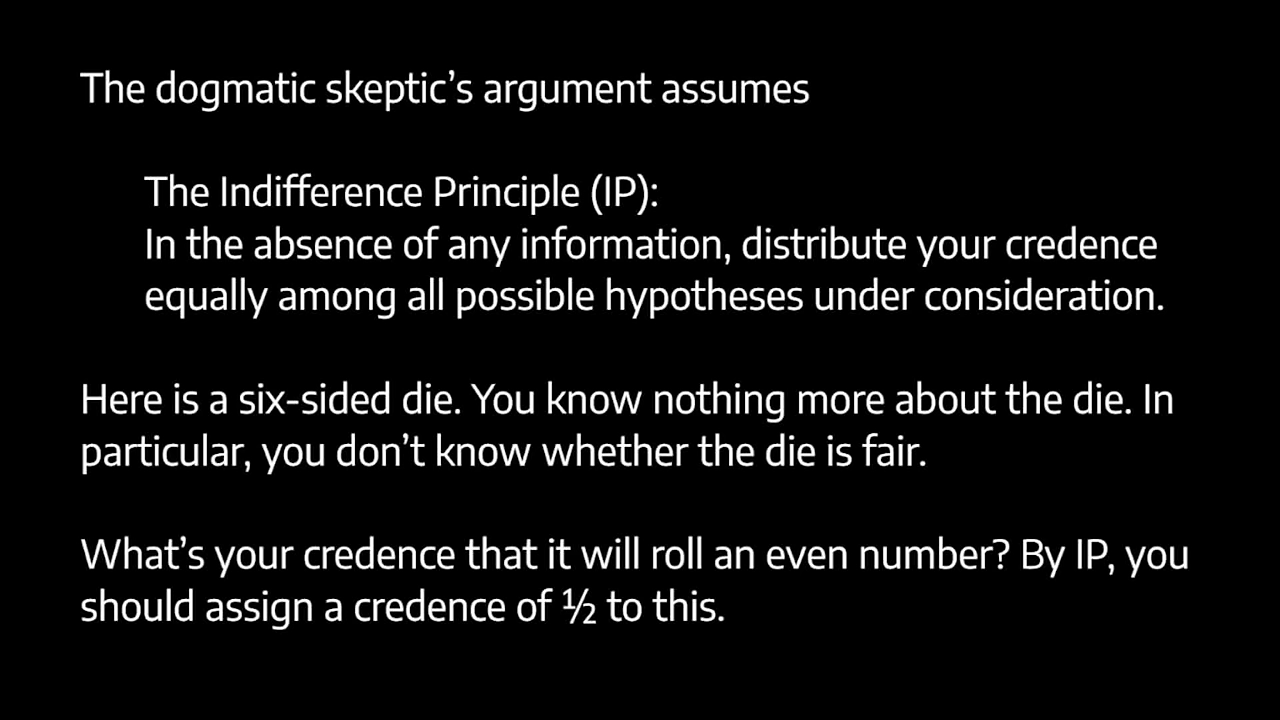 The dogmatic skeptic’s argument assumes
The Indifference Principle (IP):
In the absence of any information, distribute your credence
equally among all possible hypotheses under consideration.
Here is a six-sided die. You know nothing more about the die. In
particular, you don’t know whether the die is fair.
What’s your credence that it will roll an even number? By IP, you
should assign a credence of ½ to this.